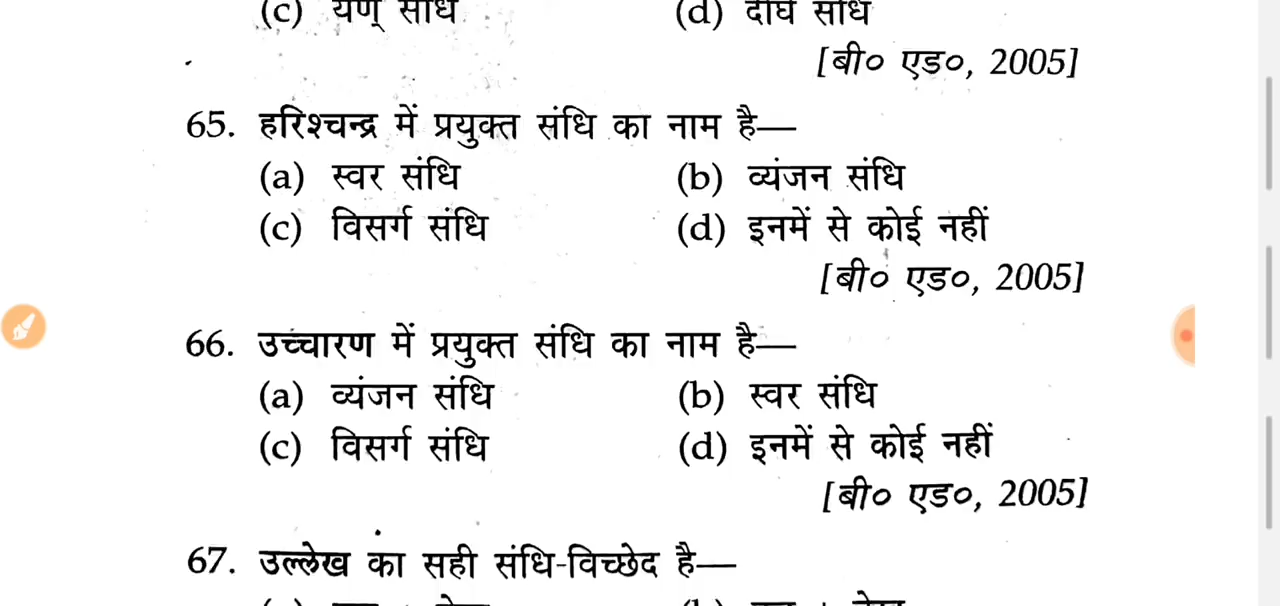 (c) यण् संधि (d) दीर्घ संधि
[बी० एड०, 2005]
65. हरिश्चन्द्र में प्रयुक्त संधि का नाम है—
(a) स्वर संधि (b) व्यंजन संधि
(c) विसर्ग संधि (d) इनमें से कोई नहीं
[बी० एड०, 2005]
66. उच्चारण में प्रयुक्त संधि का नाम है—
(a) व्यंजन संधि (b) स्वर संधि
(c) विसर्ग संधि (d) इनमें से कोई नहीं
[बी० एड०, 2005]
67. उल्लेख का सही संधि-विच्छेद है—